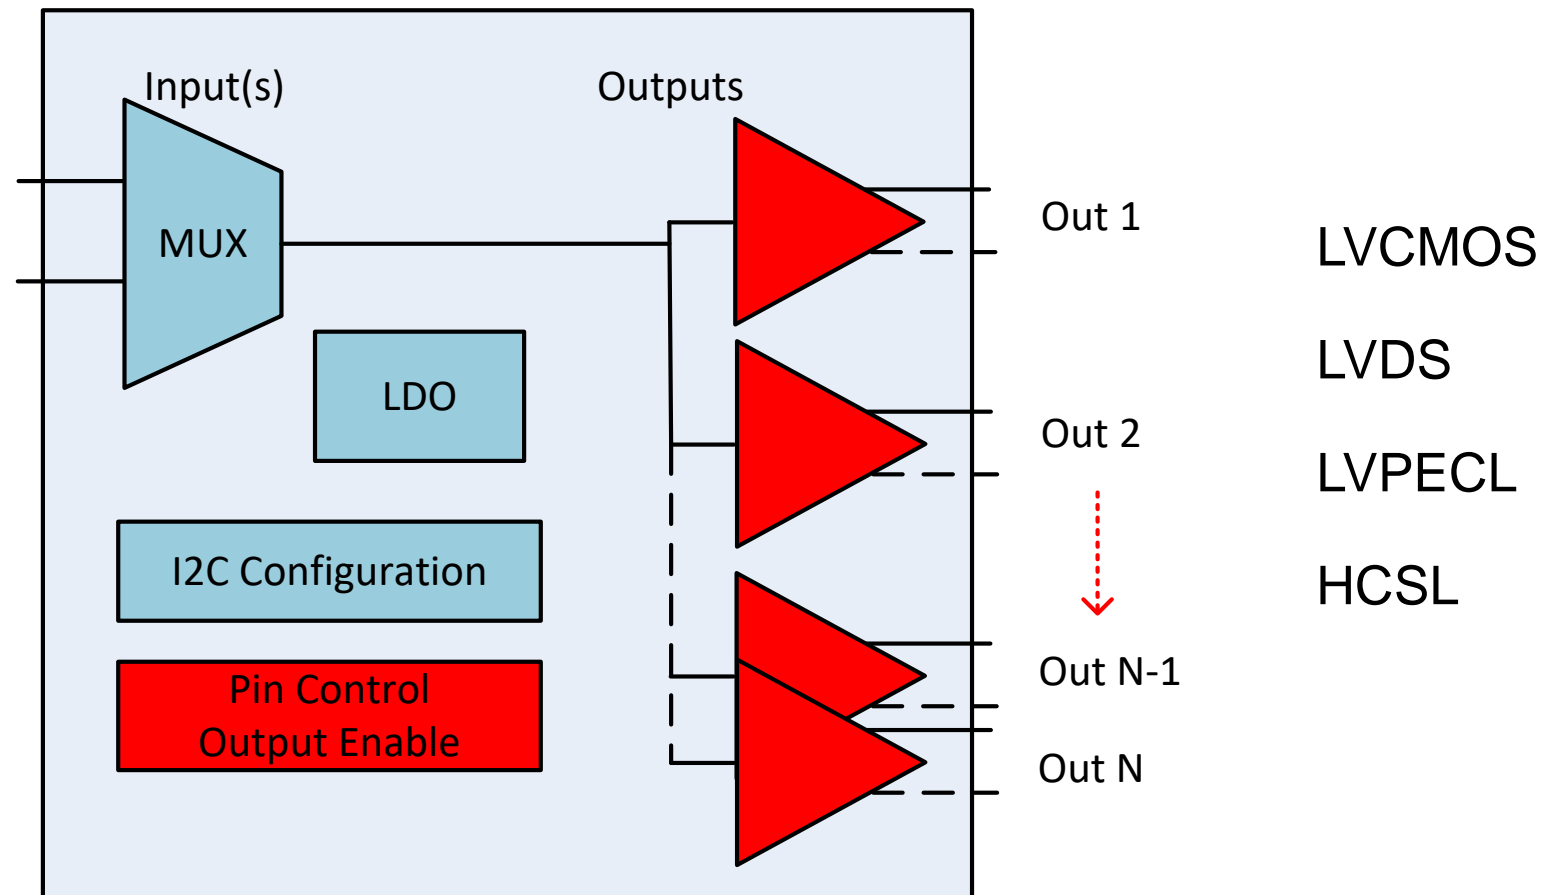 Input(s)
Outputs
MUX
LDO
I2C Configuration
Pin Control
Output Enable
Out 1
Out 2
Out N-1
Out N
LVCMOS
LVDS
LVPECL
HCSL